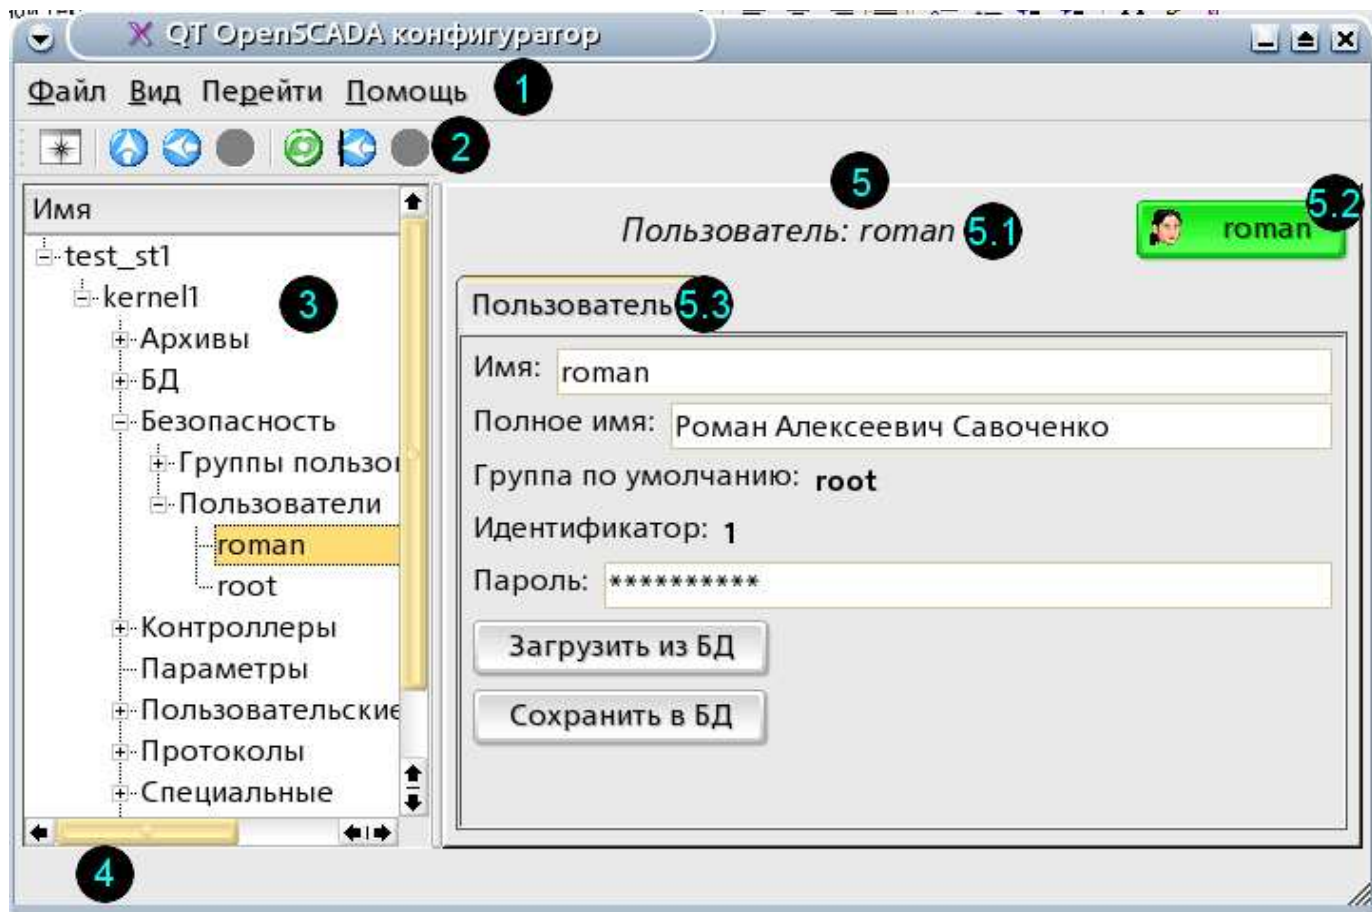 QT OpenSCADA конфигуратор
Файл Вид Перейти Помощь 1
2
5
Имя
Пользователь: roman 5.1
roman 5.2
test_st1
kernel1
3
Архивы
БД
Безопасность
Группы пользо
Пользователи
roman
root
Контроллеры
Параметры
Пользовательские
Протоколы
Специальные
4
Пользователь 5.3
Имя: roman
Полное имя: Роман Алексеевич Савоченко
Группа по умолчанию: root
Идентификатор: 1
Пароль: **********
Загрузить из БД
Сохранить в БД